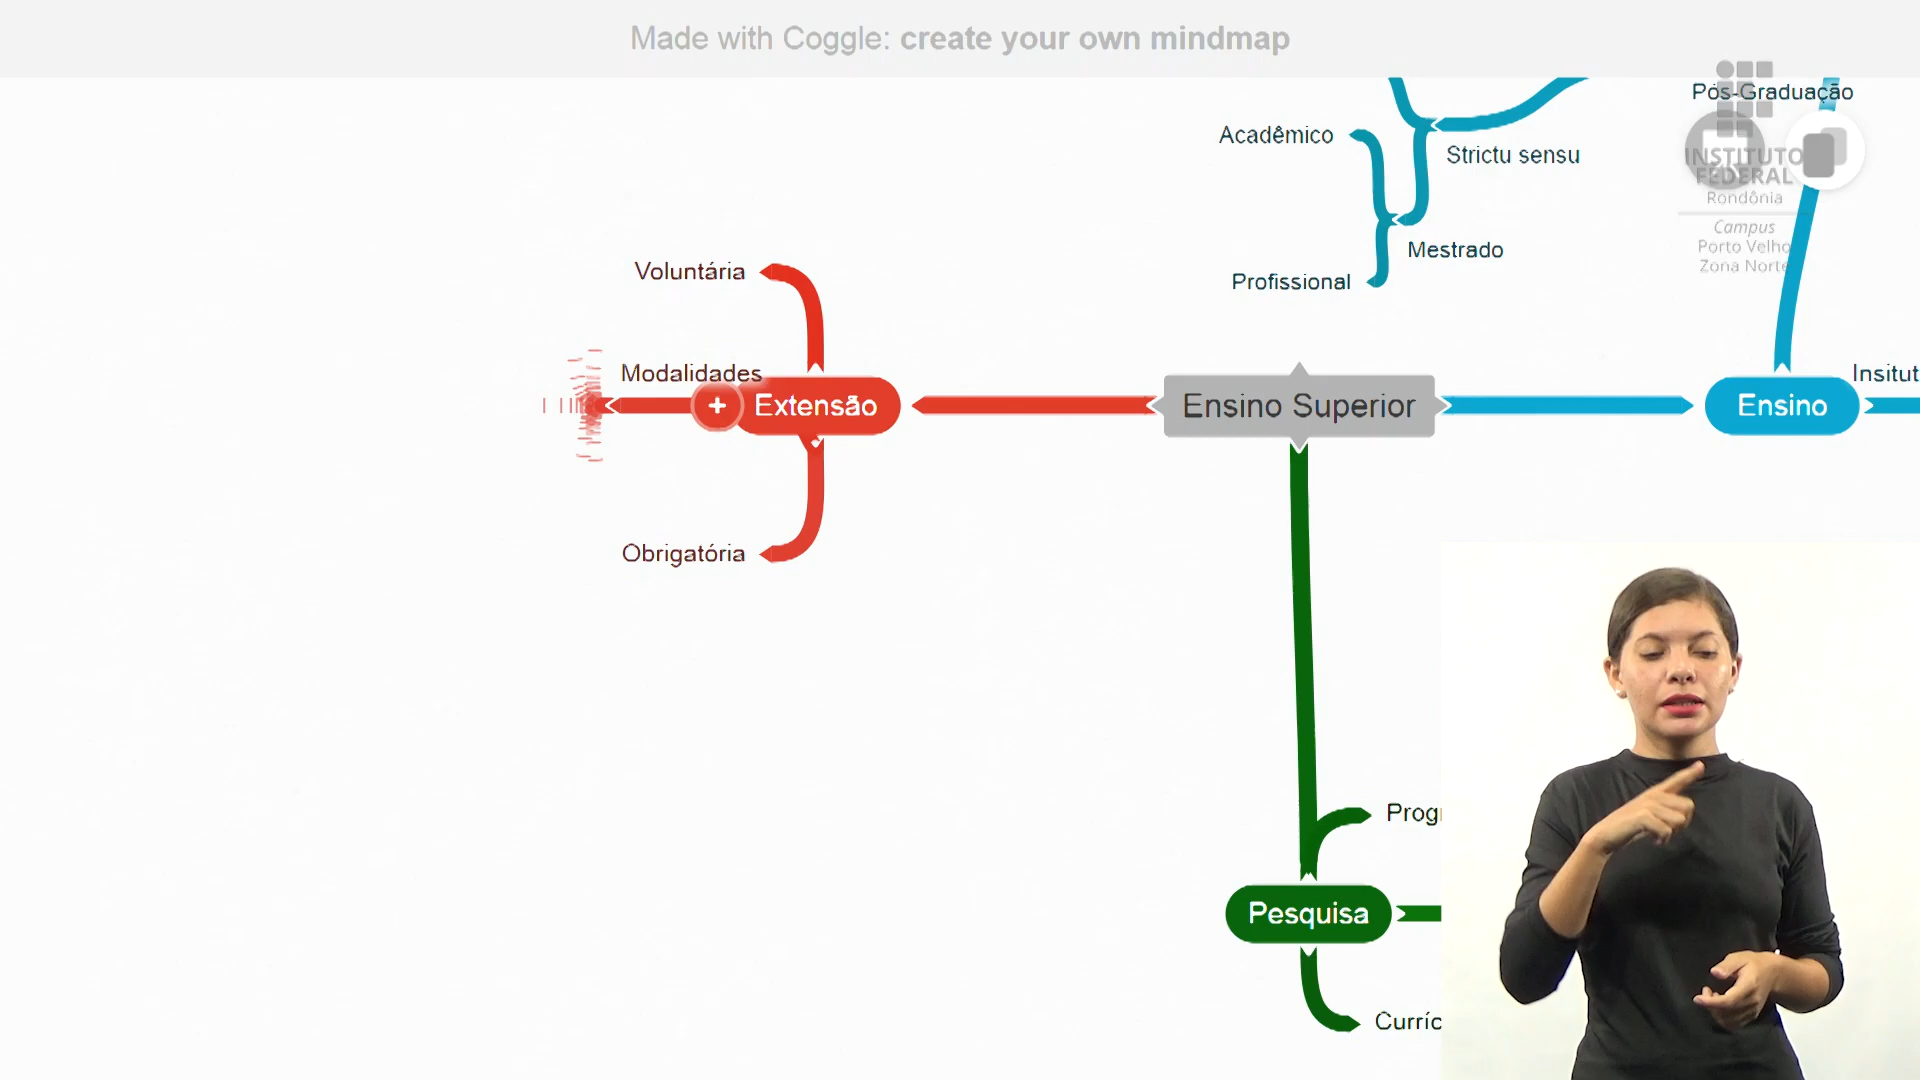 Made with Coggle: create your own mindmap
Pós-Graduação
Acadêmico
Strictu sensu
INSTITUTO
FEDERAL
Rondônia
Campus
Porto Velho
Zona Norte
Mestrado
Profissional
Voluntária
Modalidades
+ Extensão
Ensino Superior
Ensino
Insitut
Obrigatória
Prog
Pesquisa
Curríc